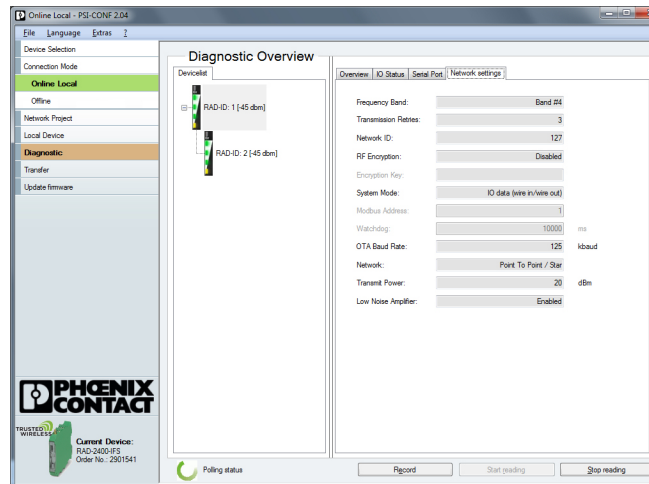 Online Local - PSI-CONF 2.04
File Language Extras ?
Device Selection
Connection Mode
Online Local
Offline
Network Project
Local Device
Diagnostic
Transfer
Update firmware
PHŒNIX
CONTACT
TRUSTED
WIRELESS
Current Device:
RAD-2400-IFS
Order No.: 2901541
Diagnostic Overview
Devicelist
RAD-ID: 1 [-45 dbm]
RAD-ID: 2 [-45 dbm]
Overview IO Status Serial Port Network settings
Frequency Band: Band #4
Transmission Retries: 3
Network ID: 127
RF Encryption: Disabled
Encryption Key:
System Mode: IO data (wire in/wire out)
Modbus Address: 1
Watchdog: 10000 ms
OTA Baud Rate: 125 kbaud
Network: Point To Point / Star
Transmit Power: 20 dBm
Low Noise Amplifier: Enabled
Polling status
Record Start reading Stop reading